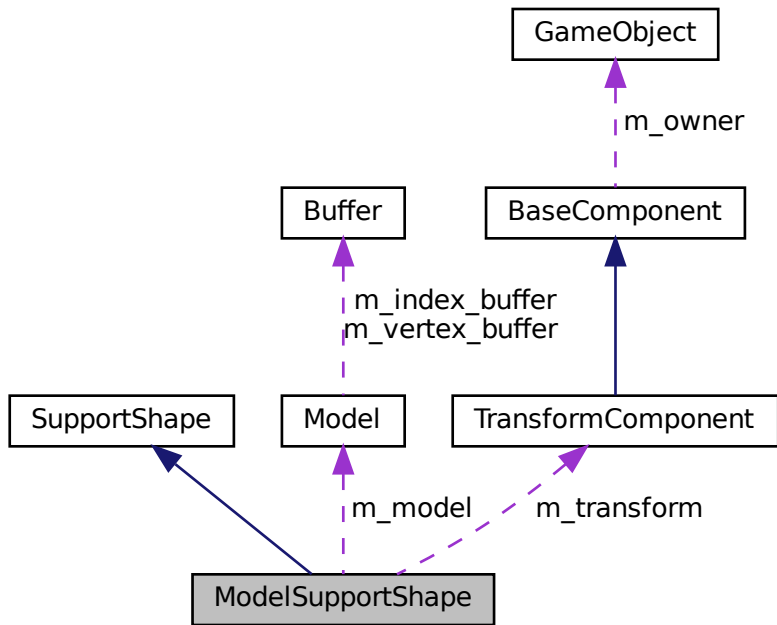 GameObject
m_owner
Buffer
BaseComponent
m_index_buffer
m_vertex_buffer
SupportShape
Model
TransformComponent
m_model
m_transform
ModelSupportShape